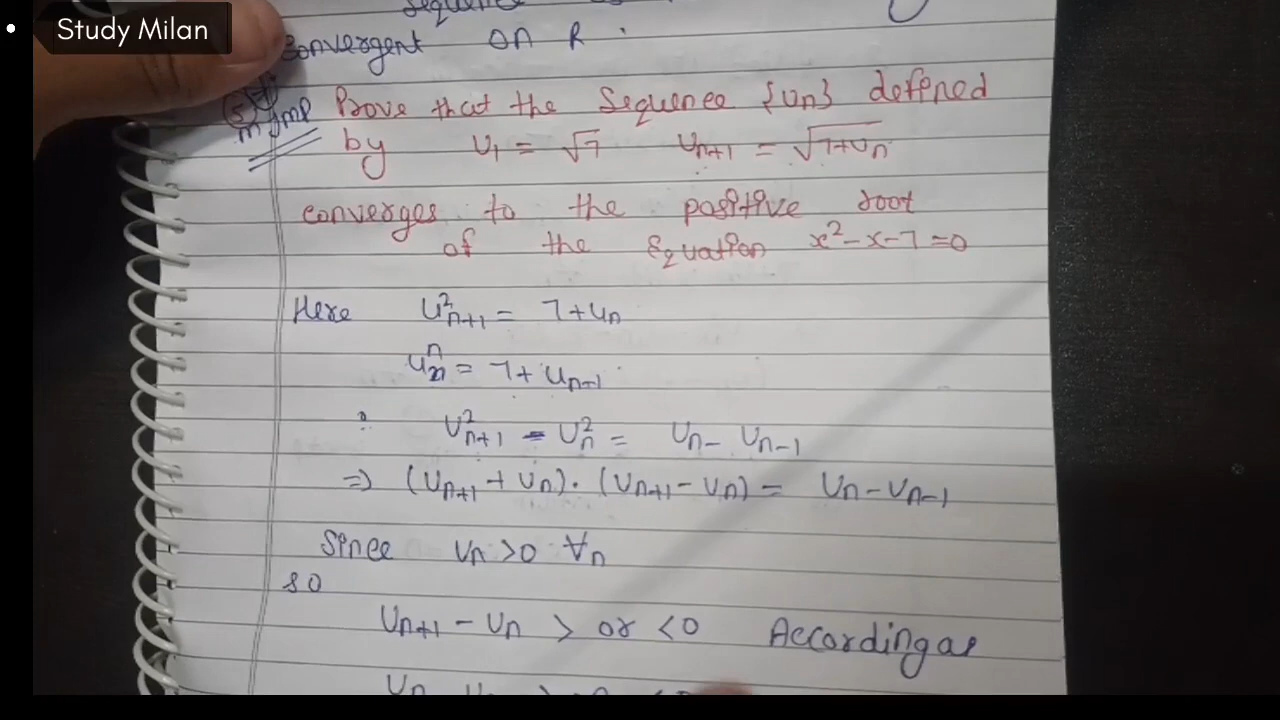 Study Milan
Sequence
convergent on R.
(5) Prove that the Sequence {Un} defined
m Imp
by U₁ = √7 Uₙ₊₁ = √7+Uₙ
converges to the positive root
of the Equation x²-x-7=0
Here U²ₙ₊₁ = 7+Uₙ
= 7+Uₙ₋₁
∴ U²ₙ₊₁ - U²ₙ = Uₙ - Uₙ₋₁
⇒ (Uₙ₊₁ + Uₙ). (Uₙ₊₁ - Uₙ) = Uₙ - Uₙ₋₁
Since Uₙ >0 ∀n
so
Uₙ₊₁ - Uₙ > or <0 According as